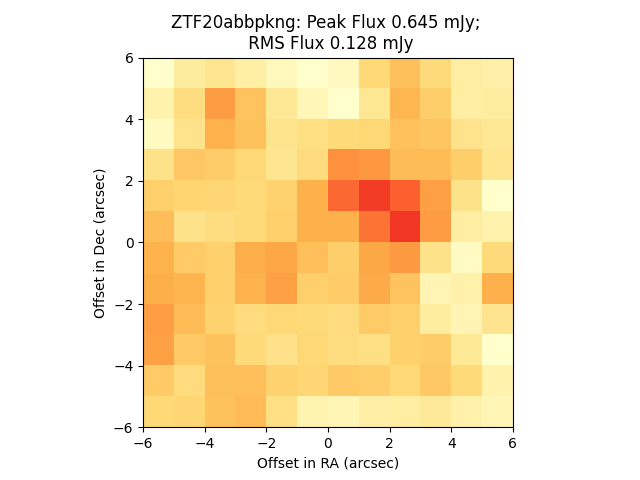 ZTF20abbpkng: Peak Flux 0.645 mJy;
RMS Flux 0.128 mJy
6
4
2
0
−2
−4
−6
Offset in Dec (arcsec)
−6 −4 −2 0 2 4 6
Offset in RA (arcsec)